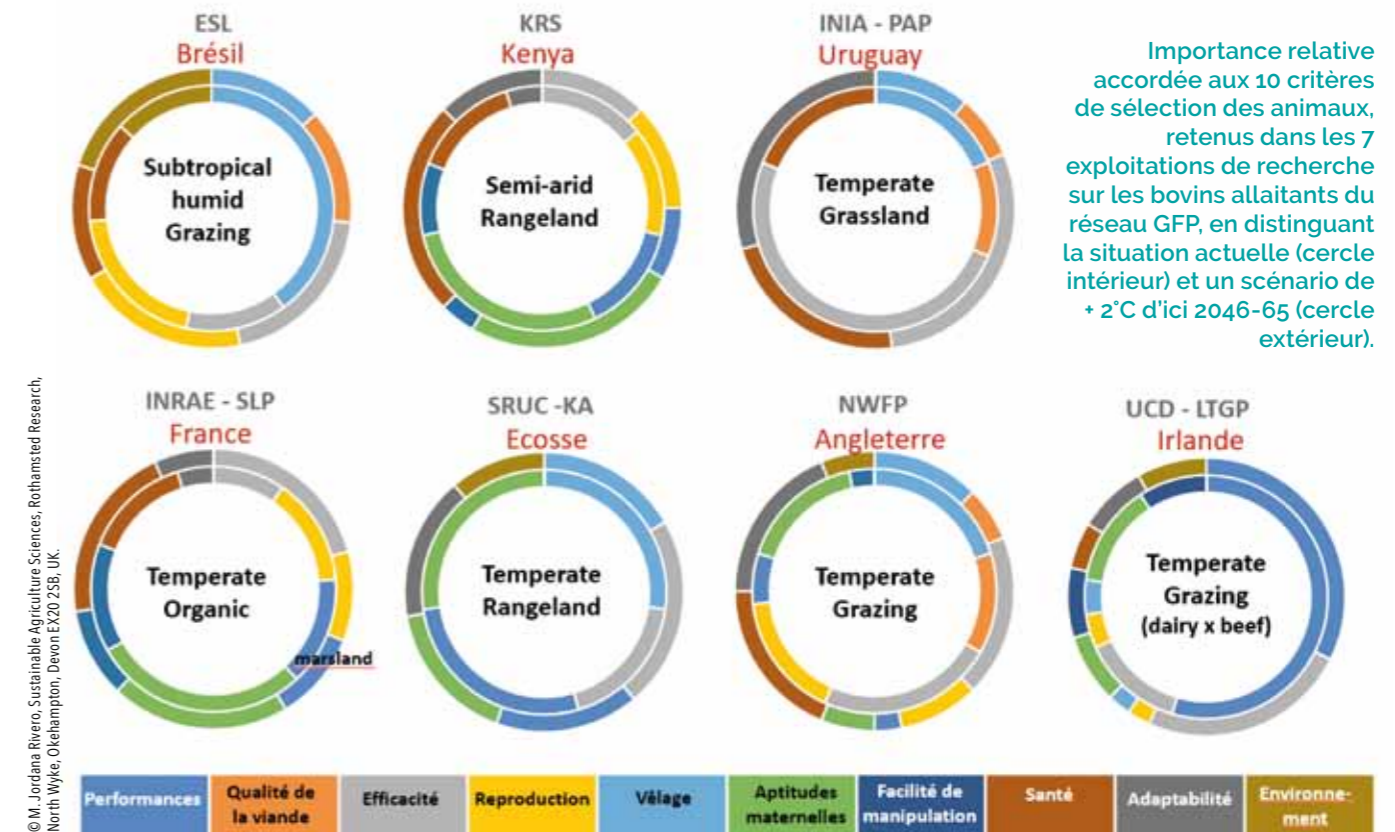 ESL
Brésil
Subtropical
humid
Grazing
KRS
Kenya
Semi-arid
Rangeland
INIA - PAP
Uruguay
Temperate
Grassland
Importance relative
accordée aux 10 critères
de sélection des animaux,
retenus dans les 7
exploitations de recherche
sur les bovins allaitants du
réseau GFP, en distinguant
la situation actuelle (cercle
intérieur) et un scénario de
+ 2°C d’ici 2046-65 (cercle
extérieur).
INRAE - SLP
France
Temperate
Organic
marsland
SRUC -KA
Ecosse
Temperate
Rangeland
NWFP
Angleterre
Temperate
Grazing
UCD - LTGP
Irlande
Temperate
Grazing
(dairy x beef)
Performances
Qualité de
la viande
Efficacité
Reproduction
Vêlage
Aptitudes
maternelles
Facilité de
manipulation
Santé
Adaptabilité
Environne-
ment
© M. Jordana Rivero, Sustainable Agriculture Sciences, Rothamsted Research,
North Wyke, Okehampton, Devon EX20 2SB, UK.